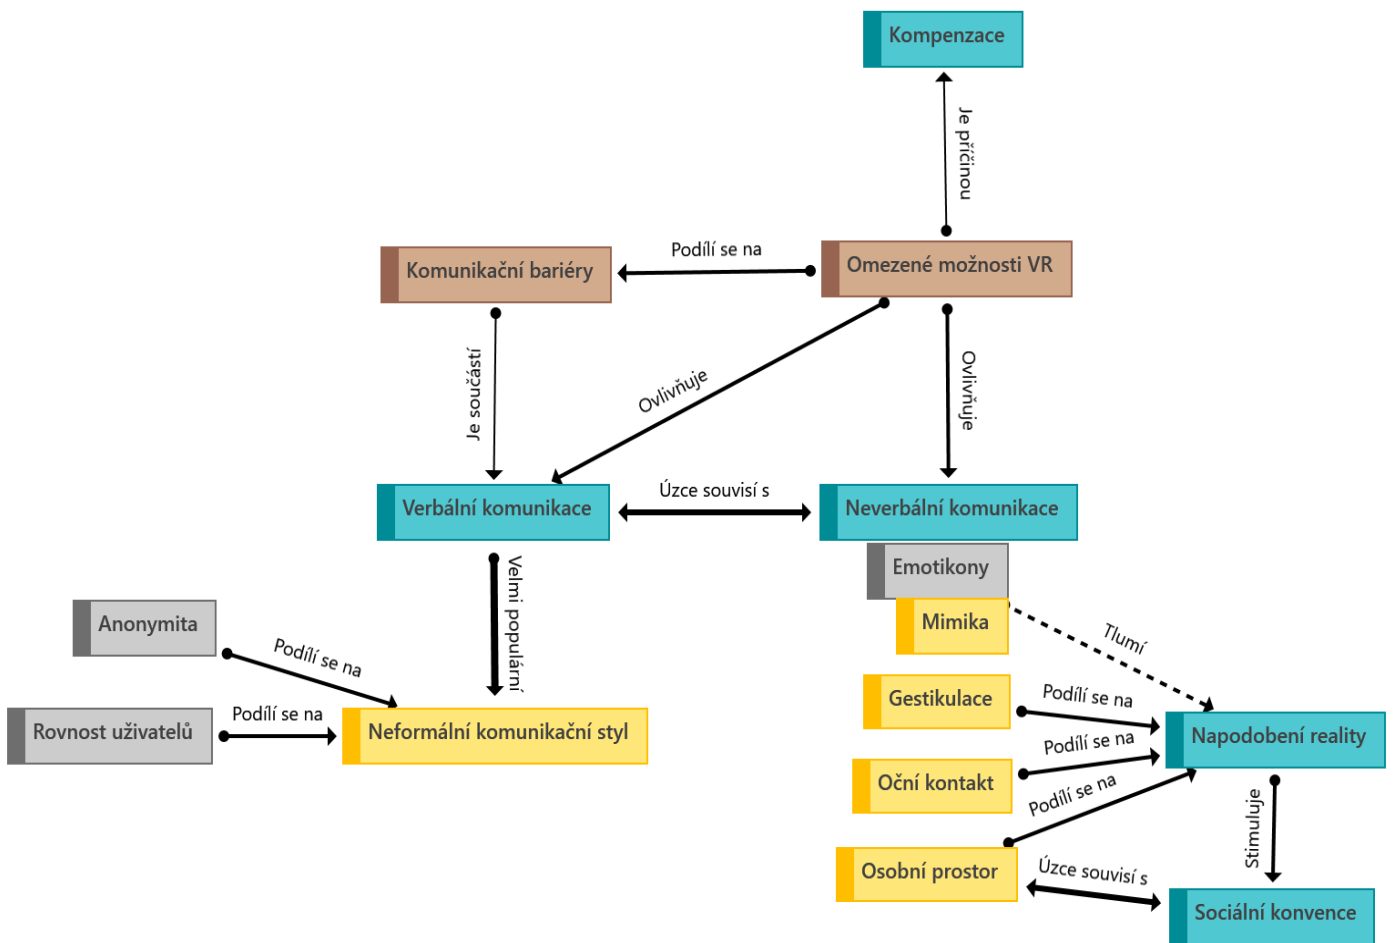 Kompenzace
Je příčinou
Omezené možnosti VR
Podílí se na
Komunikační bariéry
Je součástí
Ovlivňuje
Ovlivňuje
Verbální komunikace
Úzce souvisí s
Neverbální komunikace
Emotikony
Mimika
Velmi populární
Tlumí
Anonymita
Podílí se na
Rovnost uživatelů
Podílí se na
Neformální komunikační styl
Gestikulace
Podílí se na
Napodobení reality
Oční kontakt
Podílí se na
Podílí se na
Osobní prostor
Stimuluje
Úzce souvisí s
Sociální konvence